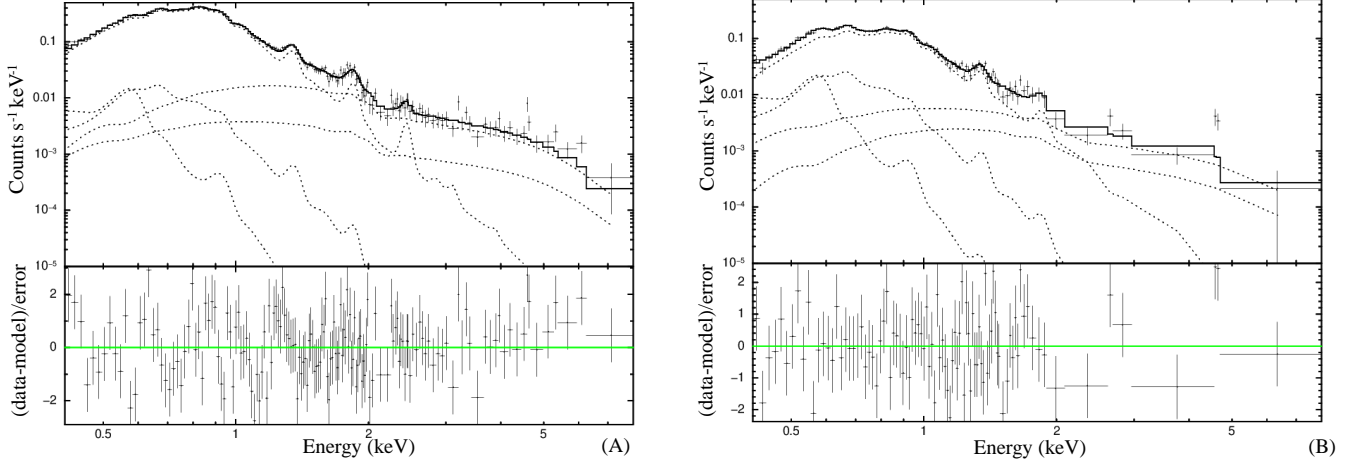 Counts s⁻¹ keV⁻¹
0.1
0.01
10⁻³
10⁻⁴
10⁻⁵
(data-model)/error
2
0
−2
0.5 1 2 5
Energy (keV)
(A)
Counts s⁻¹ keV⁻¹
0.1
0.01
10⁻³
10⁻⁴
10⁻⁵
(data-model)/error
2
1
0
−1
−2
0.5 1 2 5
Energy (keV)
(B)